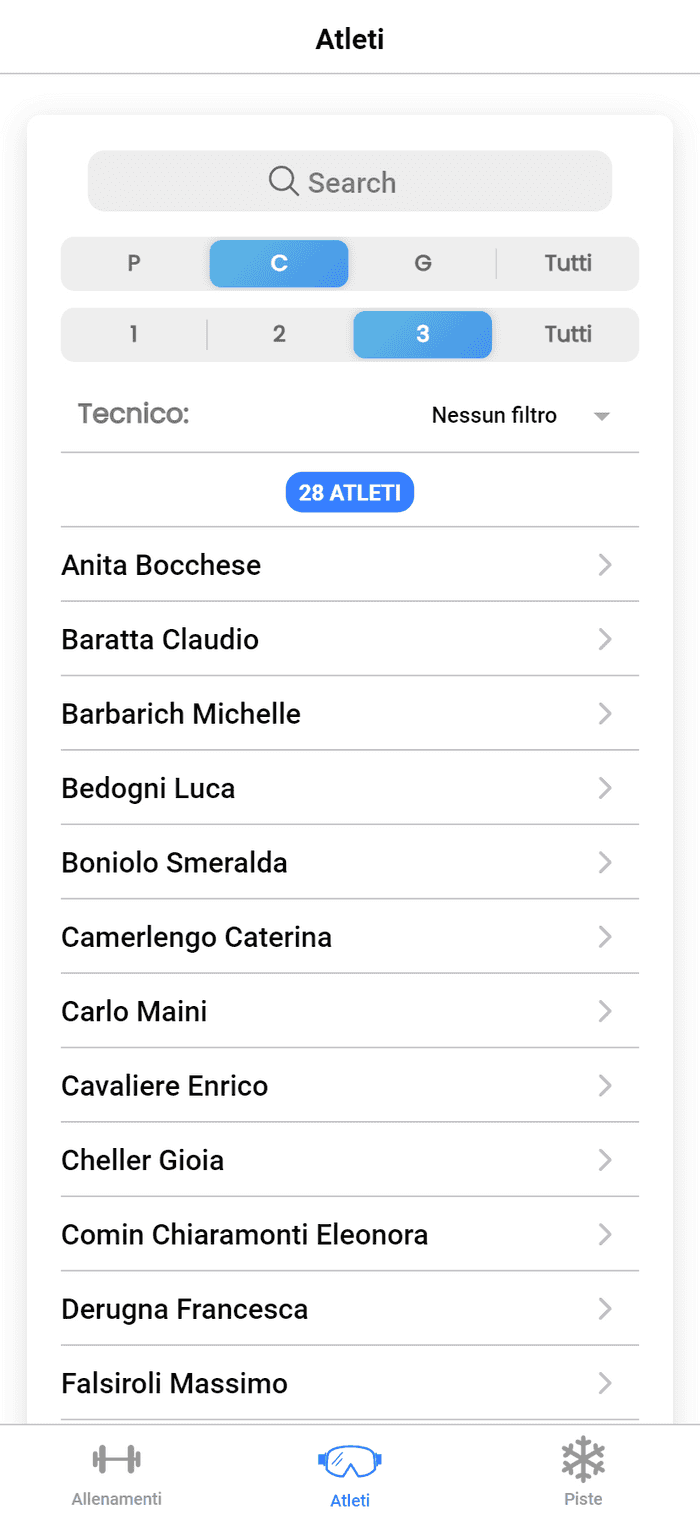 Atleti
Search
P C G Tutti
1 2 3 Tutti
Tecnico: Nessun filtro
28 ATLETI
Anita Bocchese
Baratta Claudio
Barbarich Michelle
Bedogni Luca
Boniolo Smeralda
Camerlengo Caterina
Carlo Maini
Cavaliere Enrico
Cheller Gioia
Comin Chiaramonti Eleonora
Derugna Francesca
Falsiroli Massimo
Allenamenti Atleti Piste